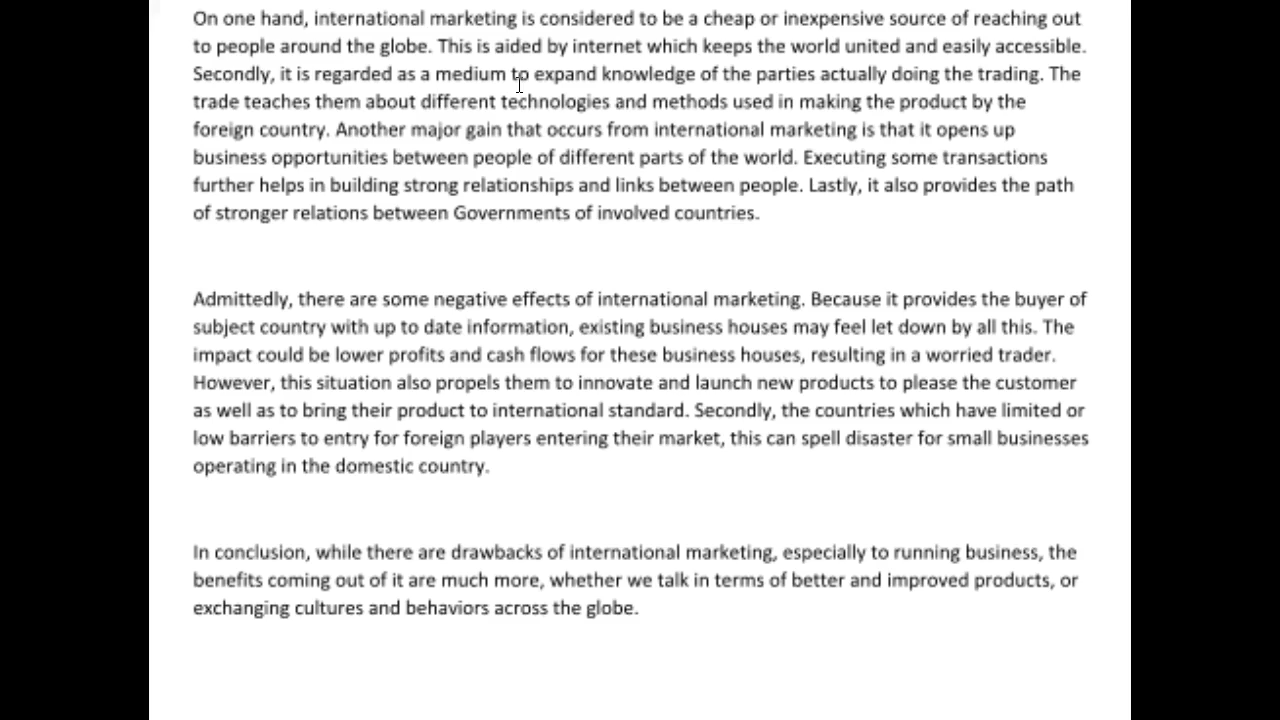 On one hand, international marketing is considered to be a cheap or inexpensive source of reaching out
to people around the globe. This is aided by internet which keeps the world united and easily accessible.
Secondly, it is regarded as a medium to expand knowledge of the parties actually doing the trading. The
trade teaches them about different technologies and methods used in making the product by the
foreign country. Another major gain that occurs from international marketing is that it opens up
business opportunities between people of different parts of the world. Executing some transactions
further helps in building strong relationships and links between people. Lastly, it also provides the path
of stronger relations between Governments of involved countries.
Admittedly, there are some negative effects of international marketing. Because it provides the buyer of
subject country with up to date information, existing business houses may feel let down by all this. The
impact could be lower profits and cash flows for these business houses, resulting in a worried trader.
However, this situation also propels them to innovate and launch new products to please the customer
as well as to bring their product to international standard. Secondly, the countries which have limited or
low barriers to entry for foreign players entering their market, this can spell disaster for small businesses
operating in the domestic country.
In conclusion, while there are drawbacks of international marketing, especially to running business, the
benefits coming out of it are much more, whether we talk in terms of better and improved products, or
exchanging cultures and behaviors across the globe.